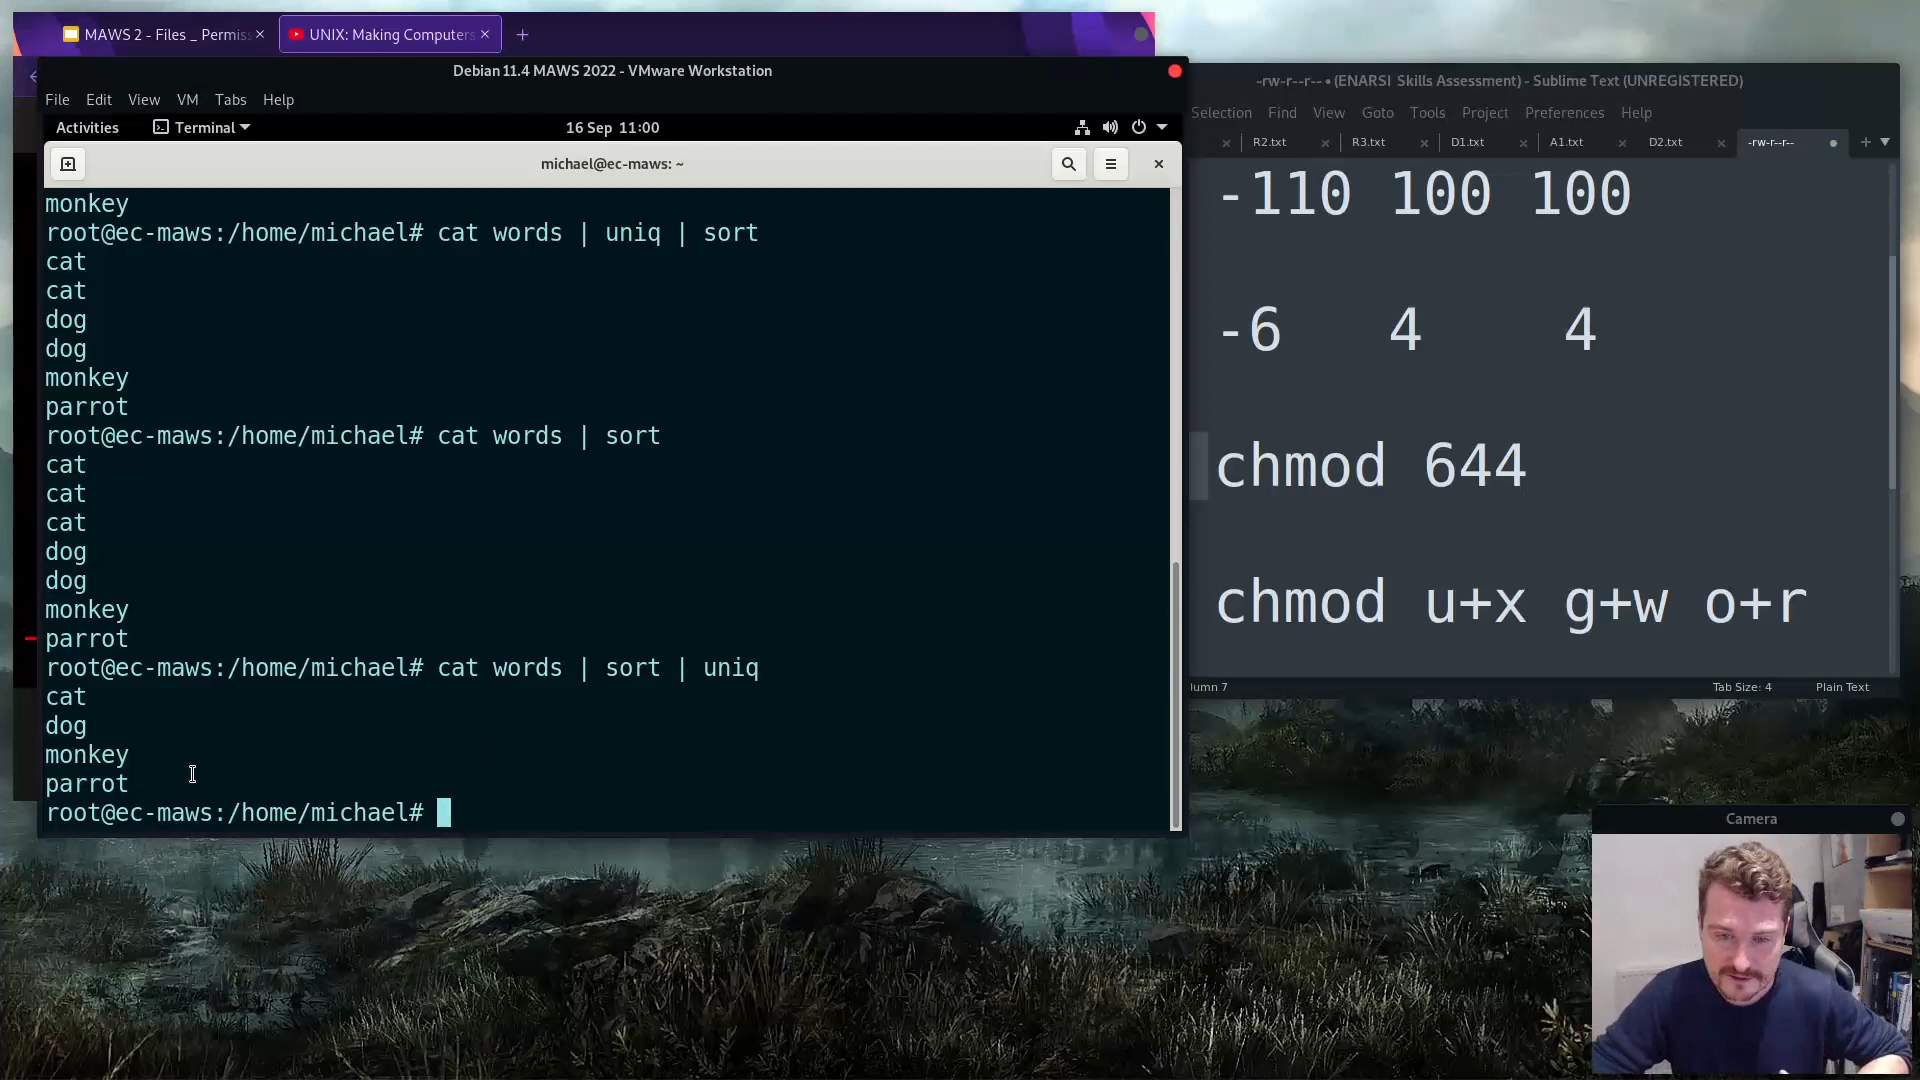 MAWS 2 - Files _ Permis
UNIX: Making Computers
Debian 11.4 MAWS 2022 - VMware Workstation
File Edit View VM Tabs Help
Activities Terminal 16 Sep 11:00
michael@ec-maws: ~
monkey
root@ec-maws:/home/michael# cat words | uniq | sort
cat
cat
dog
dog
monkey
parrot
root@ec-maws:/home/michael# cat words | sort
cat
cat
cat
dog
dog
monkey
parrot
root@ec-maws:/home/michael# cat words | sort | uniq
cat
dog
monkey
parrot
root@ec-maws:/home/michael#
-rw-r--r-- • (ENARSI Skills Assessment) - Sublime Text (UNREGISTERED)
Selection Find View Goto Tools Project Preferences Help
R2.txt R3.txt D1.txt A1.txt D2.txt -rw-r--r--
-110 100 100
-6 4 4
chmod 644
chmod u+x g+w o+r
lumn 7 Tab Size: 4 Plain Text
Camera